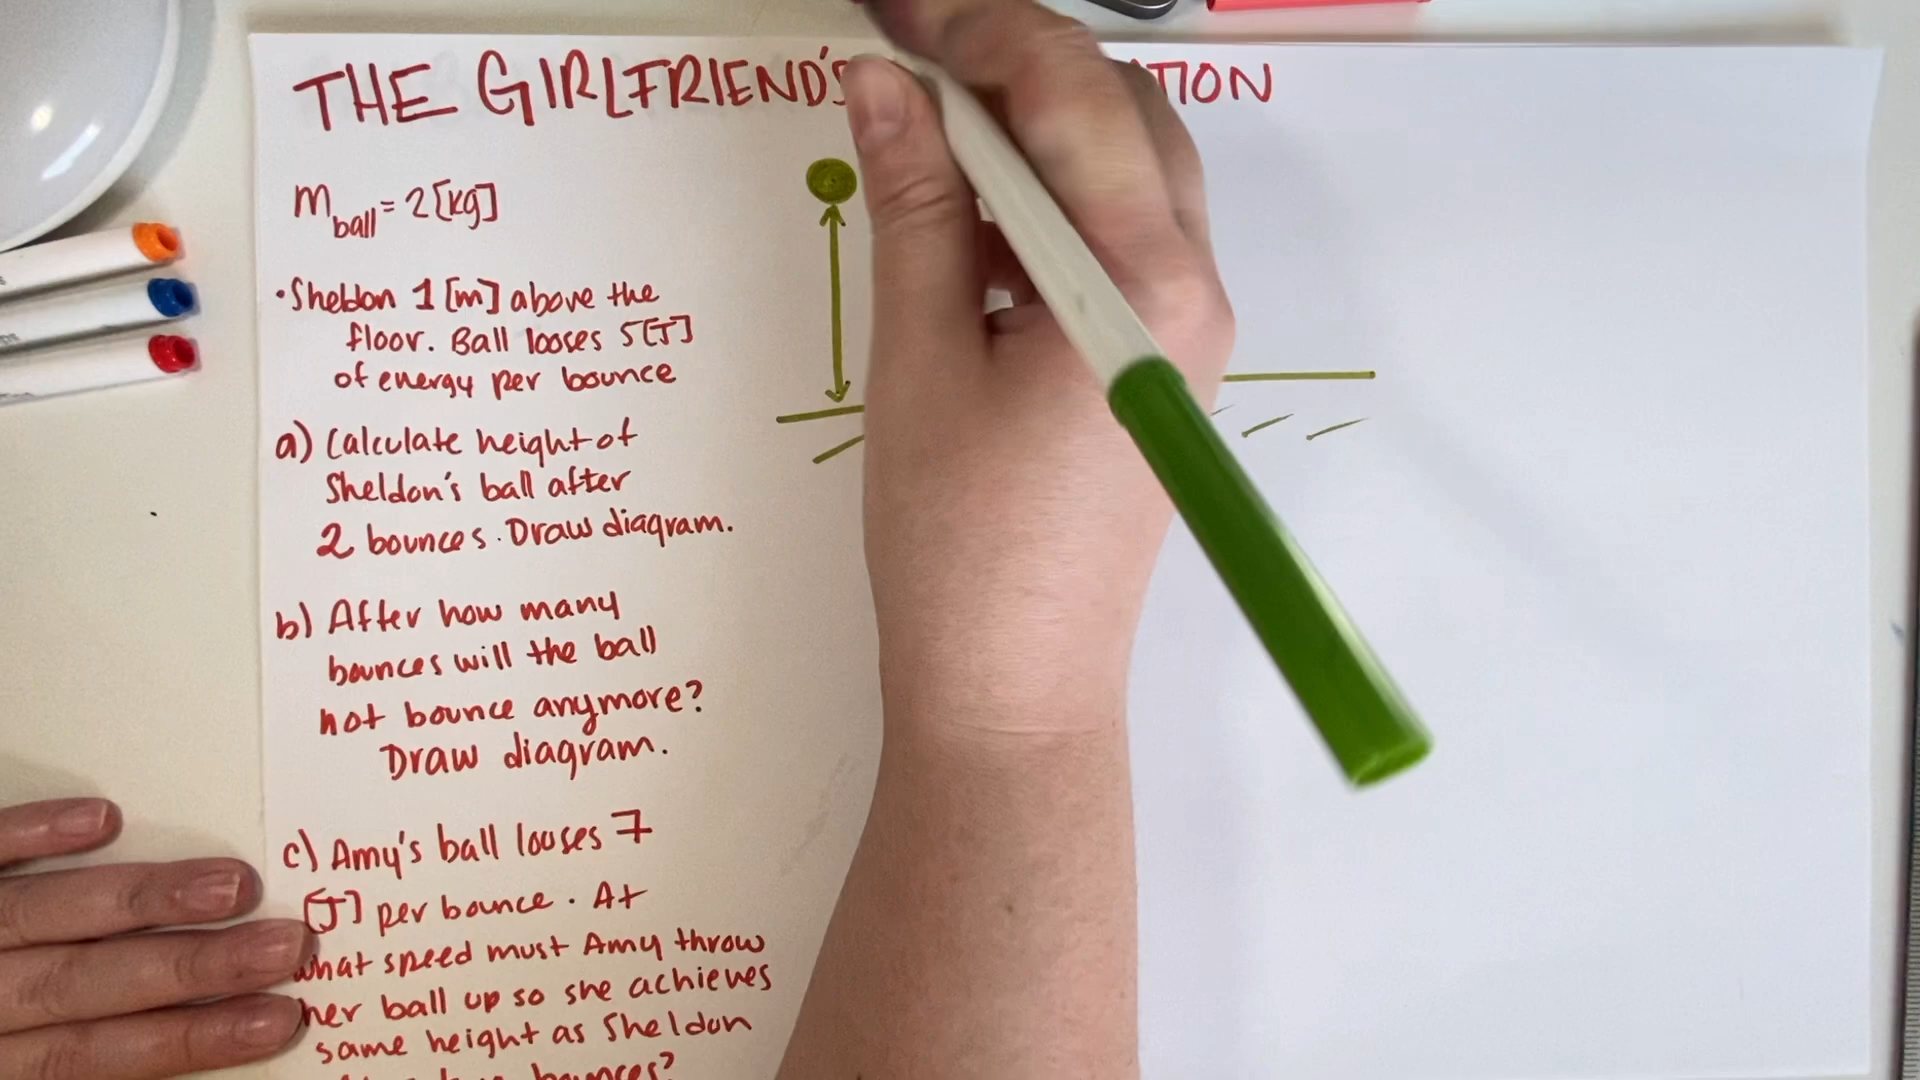 THE GIRLFRIEND'S TION
m ball = 2 [kg]
• Sheldon 1 [m] above the
floor. Ball looses 5[J]
of energy per bounce
a) Calculate height of
Sheldon's ball after
2 bounces. Draw diagram.
b) After how many
bounces will the ball
not bounce anymore?
Draw diagram.
c) Amy's ball looses 7
[J] per bounce. At
what speed must Amy throw
her ball up so she achieves
same height as Sheldon
bounces?